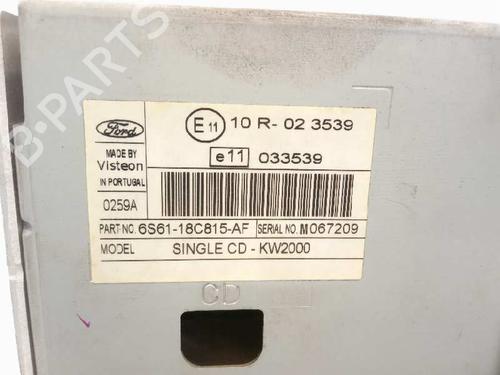 B-PARTS
Ford
E 11 10 R- 02 3539
MADE BY
Visteon
IN PORTUGAL
e11 033539
0259A
PART NO. 6S61-18C815-AF SERIAL NO. M067209
MODEL SINGLE CD - KW2000
CD